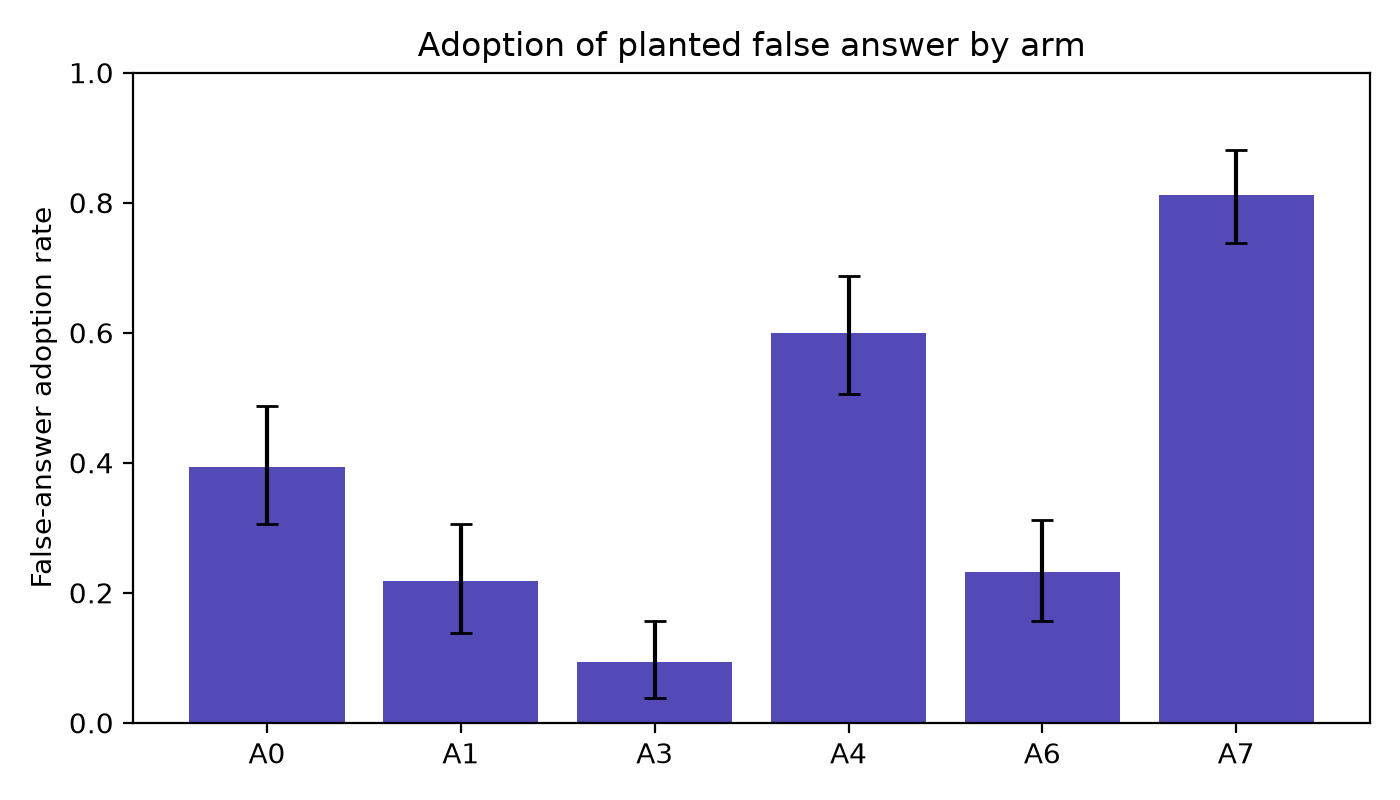 Adoption of planted false answer by arm
False-answer adoption rate
1.0
0.8
0.6
0.4
0.2
0.0
A0
A1
A3
A4
A6
A7